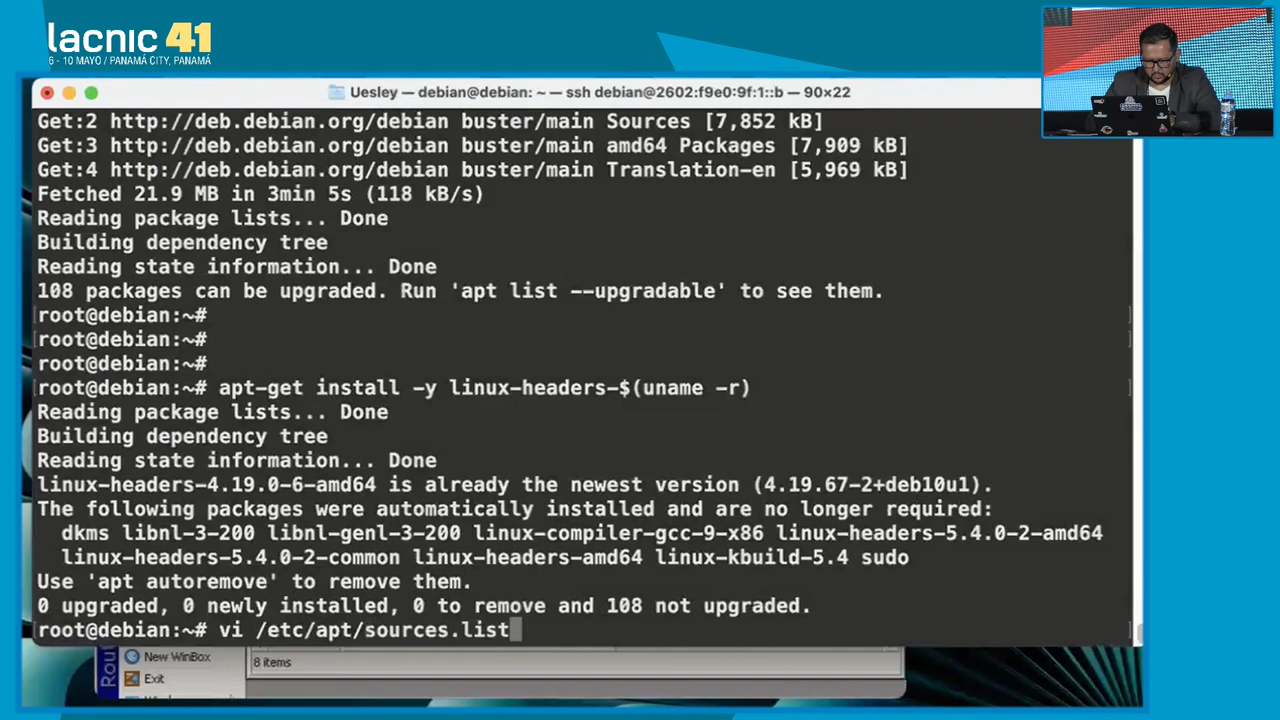 lacnic 41
6 - 10 MAYO / PANAMÁ CITY, PANAMÁ
Uesley — debian@debian: ~ — ssh debian@2602:f9e0:9f:1::b — 90×22
Get:2 http://deb.debian.org/debian buster/main Sources [7,852 kB]
Get:3 http://deb.debian.org/debian buster/main amd64 Packages [7,909 kB]
Get:4 http://deb.debian.org/debian buster/main Translation-en [5,969 kB]
Fetched 21.9 MB in 3min 5s (118 kB/s)
Reading package lists... Done
Building dependency tree
Reading state information... Done
108 packages can be upgraded. Run 'apt list --upgradable' to see them.
root@debian:~#
root@debian:~#
root@debian:~#
root@debian:~# apt-get install -y linux-headers-$(uname -r)
Reading package lists... Done
Building dependency tree
Reading state information... Done
linux-headers-4.19.0-6-amd64 is already the newest version (4.19.67-2+deb10u1).
The following packages were automatically installed and are no longer required:
dkms libnl-3-200 libnl-genl-3-200 linux-compiler-gcc-9-x86 linux-headers-5.4.0-2-amd64
linux-headers-5.4.0-2-common linux-headers-amd64 linux-kbuild-5.4 sudo
Use 'apt autoremove' to remove them.
0 upgraded, 0 newly installed, 0 to remove and 108 not upgraded.
root@debian:~# vi /etc/apt/sources.list
New WinBox
8 items
Exit